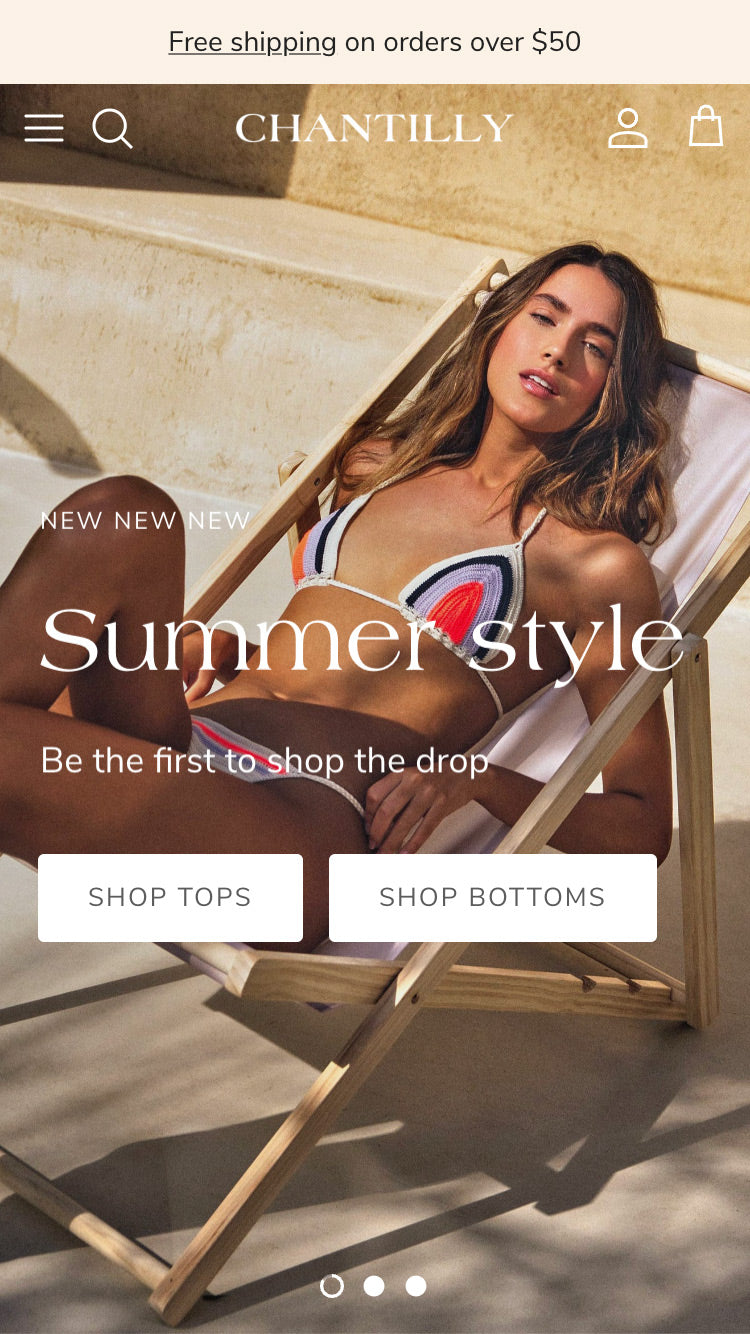 Free shipping on orders over $50
CHANTILLY
NEW NEW NEW
Summer style
Be the first to shop the drop
SHOP TOPS
SHOP BOTTOMS